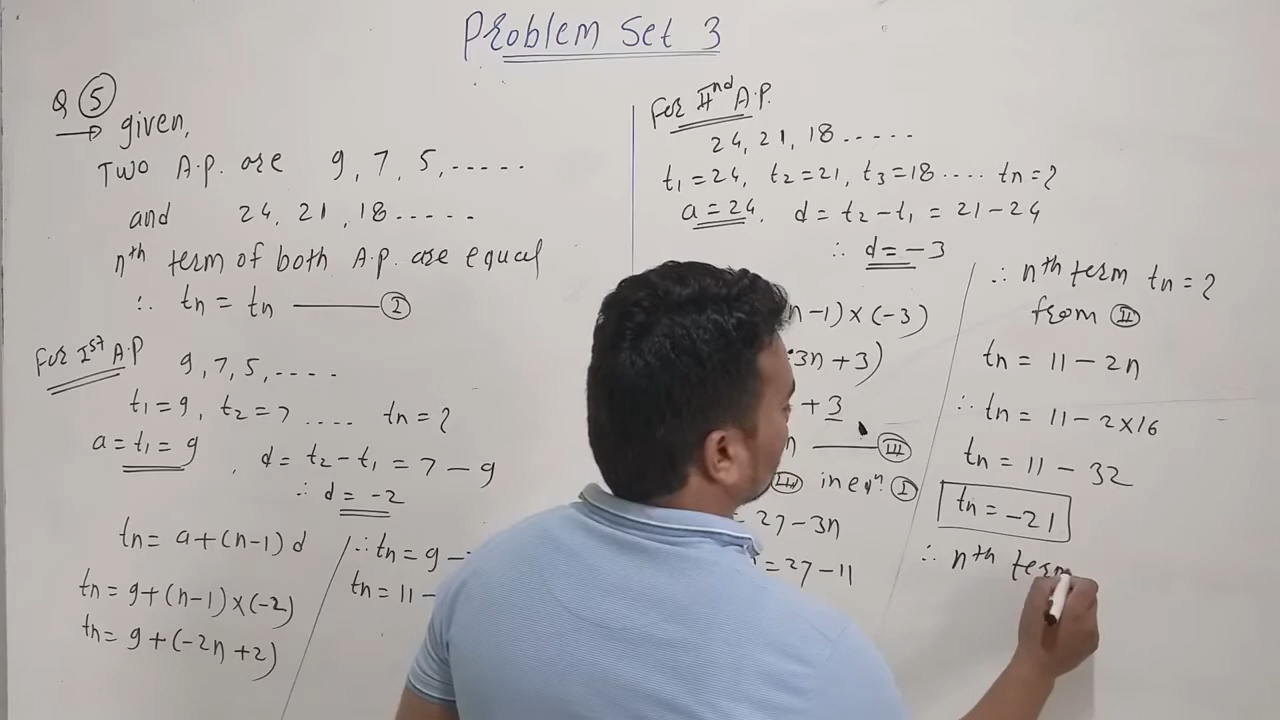 Problem Set 3
Q 5
→ given,
Two A.P. are 9, 7, 5, .....
and 24, 21, 18 .....
nth term of both A.P. are equal
∴ tn = tn ——— I
For Ist A.P
9, 7, 5, ....
t1 = 9, t2 = 7 .... tn = ?
a = t1 = 9, d = t2 - t1 = 7 - 9
∴ d = -2
tn = a + (n-1) d
tn = 9 + (n-1) × (-2)
tn = 9 + (-2n + 2)
∴ tn = 9 -
tn = 11 -
For IInd A.P.
24, 21, 18 .....
t1 = 24, t2 = 21, t3 = 18 .... tn = ?
a = 24, d = t2 - t1 = 21 - 24
∴ d = -3
n - 1) × (-3)
3n + 3)
+ 3
——— III
in eqn. I
= 27 - 3n
= 27 - 11
∴ nth term tn = ?
from II
tn = 11 - 2n
∴ tn = 11 - 2×16
tn = 11 - 32
tn = -21
∴ nth term